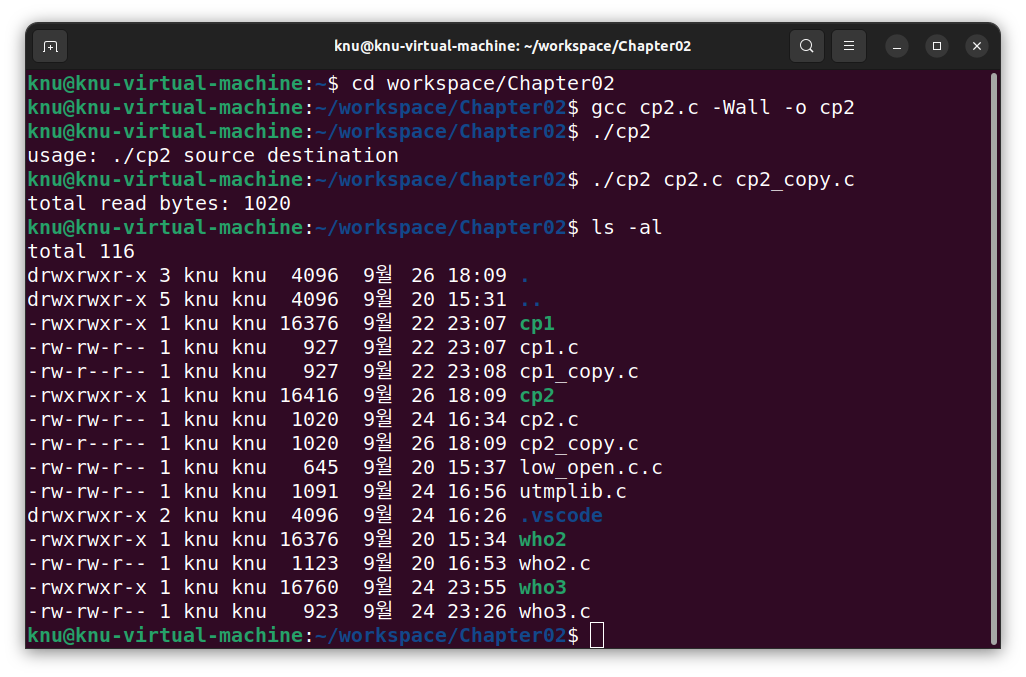 knu@knu-virtual-machine: ~/workspace/Chapter02
knu@knu-virtual-machine:~$ cd workspace/Chapter02
knu@knu-virtual-machine:~/workspace/Chapter02$ gcc cp2.c -Wall -o cp2
knu@knu-virtual-machine:~/workspace/Chapter02$ ./cp2
usage: ./cp2 source destination
knu@knu-virtual-machine:~/workspace/Chapter02$ ./cp2 cp2.c cp2_copy.c
total read bytes: 1020
knu@knu-virtual-machine:~/workspace/Chapter02$ ls -al
total 116
drwxrwxr-x 3 knu knu  4096  9월 26 18:09 .
drwxrwxr-x 5 knu knu  4096  9월 20 15:31 ..
-rwxrwxr-x 1 knu knu 16376  9월 22 23:07 cp1
-rw-rw-r-- 1 knu knu   927  9월 22 23:07 cp1.c
-rw-r--r-- 1 knu knu   927  9월 22 23:08 cp1_copy.c
-rwxrwxr-x 1 knu knu 16416  9월 26 18:09 cp2
-rw-rw-r-- 1 knu knu  1020  9월 24 16:34 cp2.c
-rw-r--r-- 1 knu knu  1020  9월 26 18:09 cp2_copy.c
-rw-rw-r-- 1 knu knu   645  9월 20 15:37 low_open.c.c
-rw-rw-r-- 1 knu knu  1091  9월 24 16:56 utmplib.c
drwxrwxr-x 2 knu knu  4096  9월 24 16:26 .vscode
-rwxrwxr-x 1 knu knu 16376  9월 20 15:34 who2
-rw-rw-r-- 1 knu knu  1123  9월 20 16:53 who2.c
-rwxrwxr-x 1 knu knu 16760  9월 24 23:55 who3
-rw-rw-r-- 1 knu knu   923  9월 24 23:26 who3.c
knu@knu-virtual-machine:~/workspace/Chapter02$